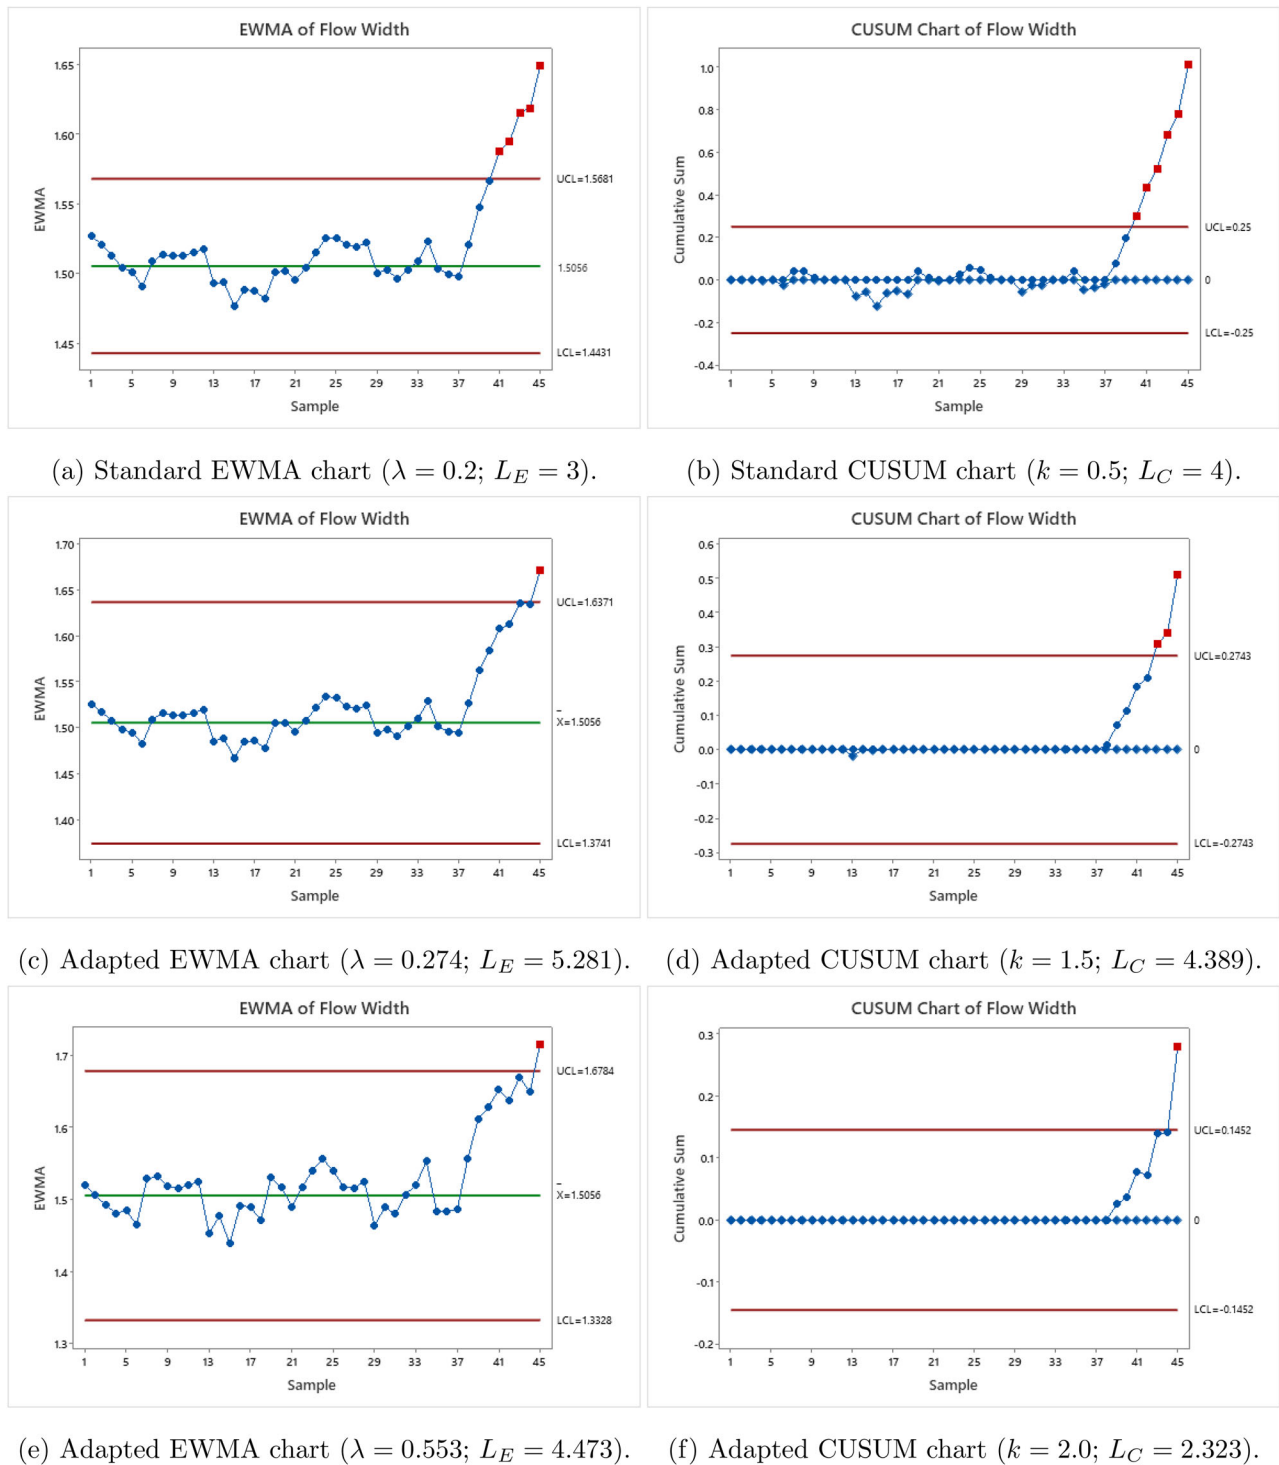 EWMA of Flow Width
1.65
1.60
1.55
1.50
1.45
EWMA
UCL=1.5681
1.5056
LCL=1.4431
1 5 9 13 17 21 25 29 33 37 41 45
Sample
CUSUM Chart of Flow Width
1.0
0.8
0.6
0.4
0.2
0.0
-0.2
-0.4
Cumulative Sum
UCL=0.25
0
LCL=-0.25
1 5 9 13 17 21 25 29 33 37 41 45
Sample
(a) Standard EWMA chart (λ = 0.2; L_E = 3).
(b) Standard CUSUM chart (k = 0.5; L_C = 4).
EWMA of Flow Width
1.70
1.65
1.60
1.55
1.50
1.45
1.40
EWMA
UCL=1.6371
X̄=1.5056
LCL=1.3741
1 5 9 13 17 21 25 29 33 37 41 45
Sample
CUSUM Chart of Flow Width
0.6
0.5
0.4
0.3
0.2
0.1
0.0
-0.1
-0.2
-0.3
Cumulative Sum
UCL=0.2743
0
LCL=-0.2743
1 5 9 13 17 21 25 29 33 37 41 45
Sample
(c) Adapted EWMA chart (λ = 0.274; L_E = 5.281).
(d) Adapted CUSUM chart (k = 1.5; L_C = 4.389).
EWMA of Flow Width
1.7
1.6
1.5
1.4
1.3
EWMA
UCL=1.6784
X̄=1.5056
LCL=1.3328
1 5 9 13 17 21 25 29 33 37 41 45
Sample
CUSUM Chart of Flow Width
0.3
0.2
0.1
0.0
-0.1
-0.2
Cumulative Sum
UCL=0.1452
0
LCL=-0.1452
1 5 9 13 17 21 25 29 33 37 41 45
Sample
(e) Adapted EWMA chart (λ = 0.553; L_E = 4.473).
(f) Adapted CUSUM chart (k = 2.0; L_C = 2.323).